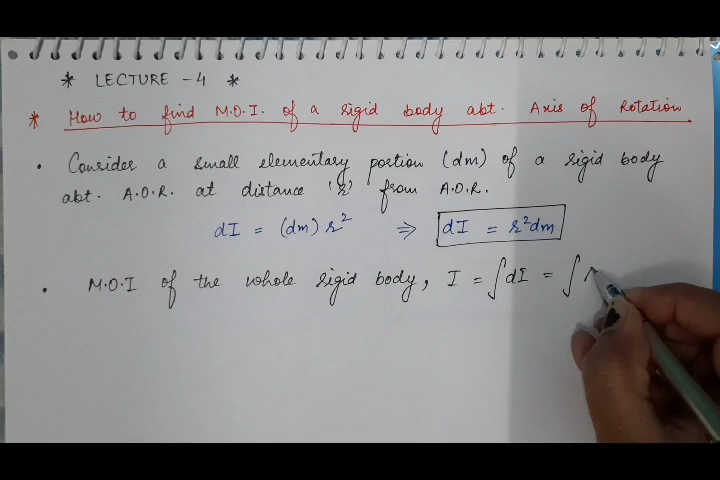 * LECTURE - 4 *
* How to find M.O.I. of a rigid body abt. Axis of Rotation
• Consider a small elementary portion (dm) of a rigid body
abt. A.O.R. at distance 'r' from A.O.R.
dI = (dm) r² ⇒ dI = r²dm
• M.O.I of the whole rigid body, I = ∫dI = ∫